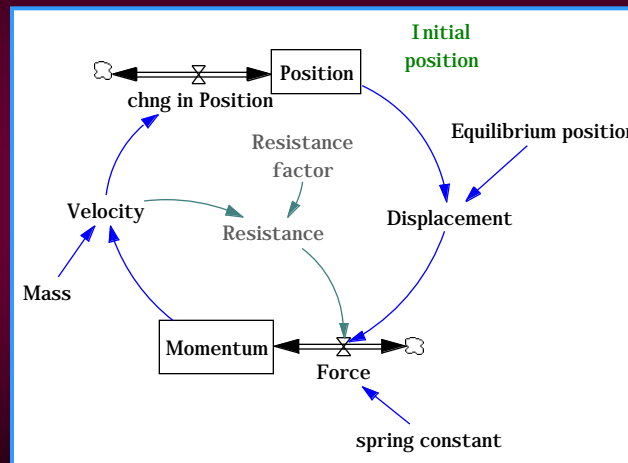 Initial
position
Position
chng in Position
Equilibrium position
Resistance
factor
Velocity
Displacement
Resistance
Mass
Momentum
Force
spring constant